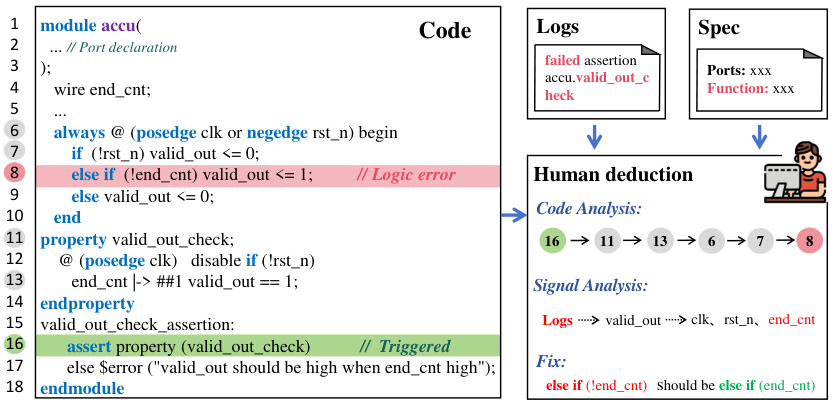 Code
1 module accu(
2 ... // Port declaration
3 );
4 wire end_cnt;
5 ...
6 always @ (posedge clk or negedge rst_n) begin
7 if (!rst_n) valid_out <= 0;
8 else if (!end_cnt) valid_out <= 1; // Logic error
9 else valid_out <= 0;
10 end
11 property valid_out_check;
12 @ (posedge clk) disable if (!rst_n)
13 end_cnt |-> ##1 valid_out == 1;
14 endproperty
15 valid_out_check_assertion:
16 assert property (valid_out_check) // Triggered
17 else $error ("valid_out should be high when end_cnt high");
18 endmodule
Logs
failed assertion
accu.valid_out_c
heck
Spec
Ports: xxx
Function: xxx
Human deduction
Code Analysis:
16 → 11 → 13 → 6 → 7 → 8
Signal Analysis:
Logs ⇢ valid_out ⇢ clk、rst_n、end_cnt
Fix:
else if (!end_cnt) should be else if (end_cnt)